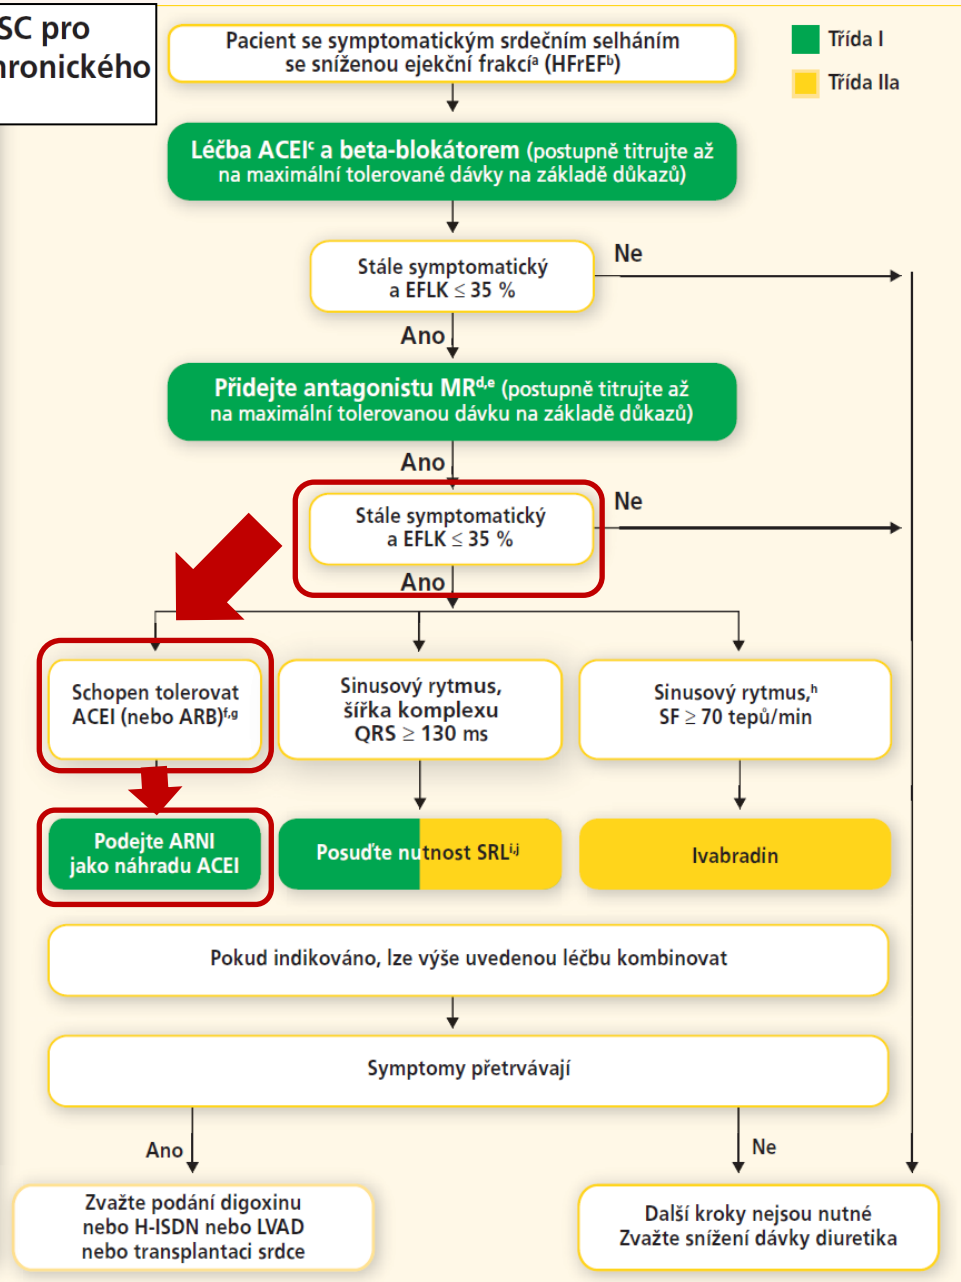 SC pro
hronického
Pacient se symptomatickým srdečním selháním
se sníženou ejekční frakcíᵃ (HFrEFᵇ)
Třída I
Třída IIa
Léčba ACEIᶜ a beta-blokátorem (postupně titrujte až
na maximální tolerované dávky na základě důkazů)
Stále symptomatický
a EFLK ≤ 35 %
Ne
Ano
Přidejte antagonistu MRᵈ,ᵉ (postupně titrujte až
na maximální tolerovanou dávku na základě důkazů)
Ano
Stále symptomatický
a EFLK ≤ 35 %
Ne
Ano
Schopen tolerovat
ACEI (nebo ARB)ᶠ,ᵍ
Sinusový rytmus,
šířka komplexu
QRS ≥ 130 ms
Sinusový rytmus,ʰ
SF ≥ 70 tepů/min
Podejte ARNI
jako náhradu ACEI
Posuďte nutnost SRLⁱ,ʲ
Ivabradin
Pokud indikováno, lze výše uvedenou léčbu kombinovat
Symptomy přetrvávají
Ano
Ne
Zvažte podání digoxinu
nebo H-ISDN nebo LVAD
nebo transplantaci srdce
Další kroky nejsou nutné
Zvažte snížení dávky diuretika